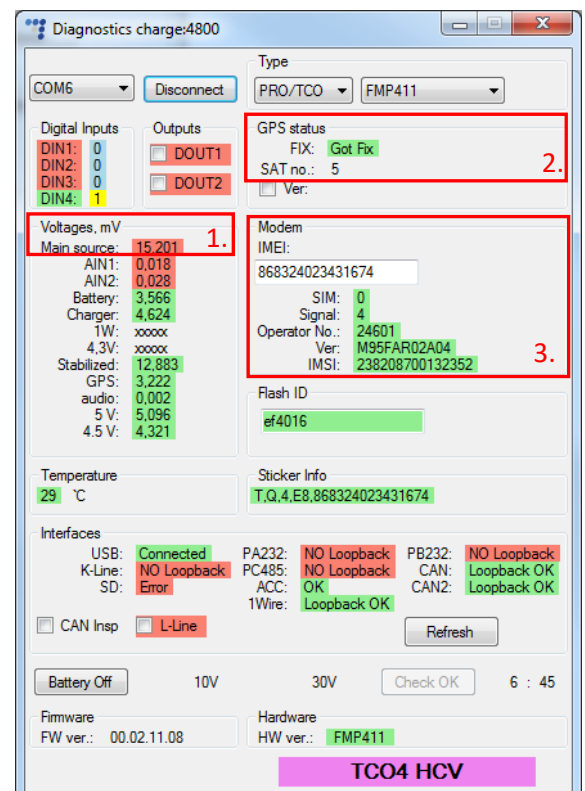 Diagnostics charge:4800
Type
COM6 Disconnect PRO/TCO FMP411
Digital Inputs Outputs GPS status
DIN1: 0 DOUT1 FIX: Got Fix
DIN2: 0
DIN3: 0 DOUT2 SAT no.: 5 2.
DIN4: 1 Ver:
Voltages, mV Modem
Main source: 15,201 1. IMEI:
AIN1: 0,018 868324023431674
AIN2: 0,028
Battery: 3,566 SIM: 0
Charger: 4,624 Signal: 4
1W: xxxxx Operator No.: 24601
4,3V: xxxxx Ver: M95FAR02A04
Stabilized: 12,883 IMSI: 238208700132352 3.
GPS: 3,222
audio: 0,002 Flash ID
5 V: 5,096 ef4016
4.5 V: 4,321
Temperature Sticker Info
29 °C T,Q,4,E8,868324023431674
Interfaces
USB: Connected PA232: NO Loopback PB232: NO Loopback
K-Line: NO Loopback PC485: NO Loopback CAN: Loopback OK
SD: Error ACC: OK CAN2: Loopback OK
1Wire: Loopback OK
CAN Insp L-Line Refresh
Battery Off 10V 30V Check OK 6 : 45
Firmware Hardware
FW ver.: 00.02.11.08 HW ver.: FMP411
TCO4 HCV